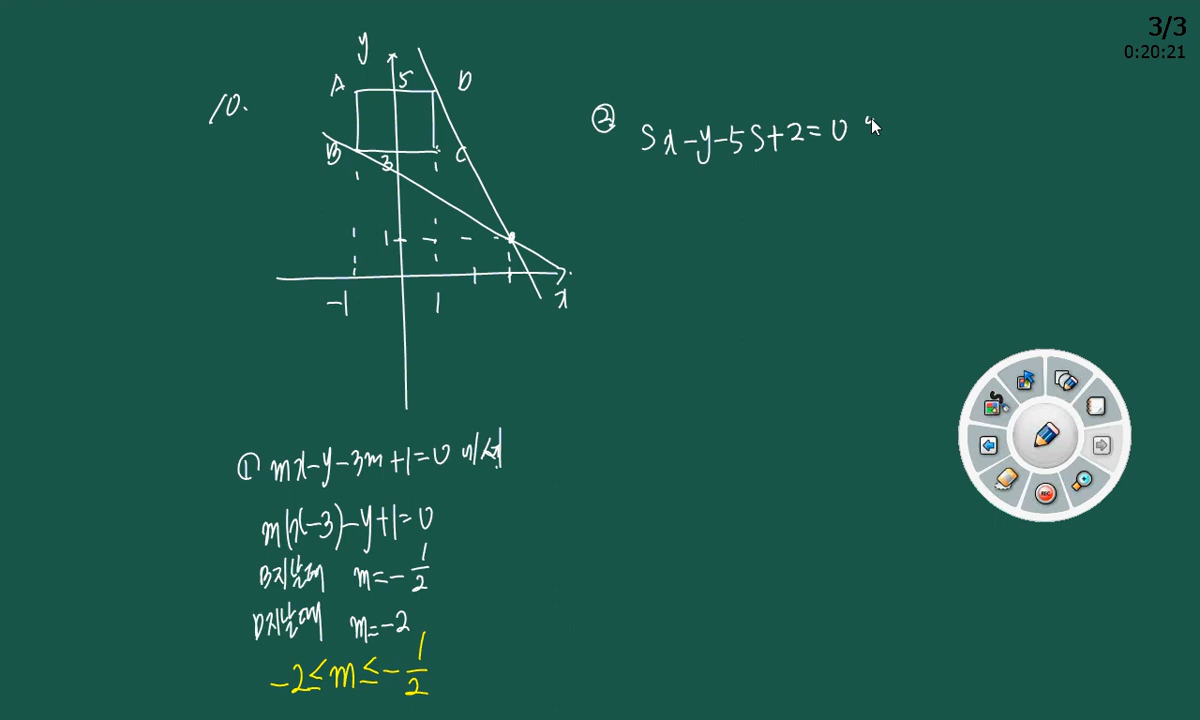 3/3
0:20:21
10.
y
A
5
D
B
3
C
1
-1
1
x
① mx-y-3m+1=0 에서
m(x-3)-y+1=0
B지날때 m=-1/2
D지날때 m=-2
-2≤m≤-1/2
② 5x-y-5s+2=0
REC